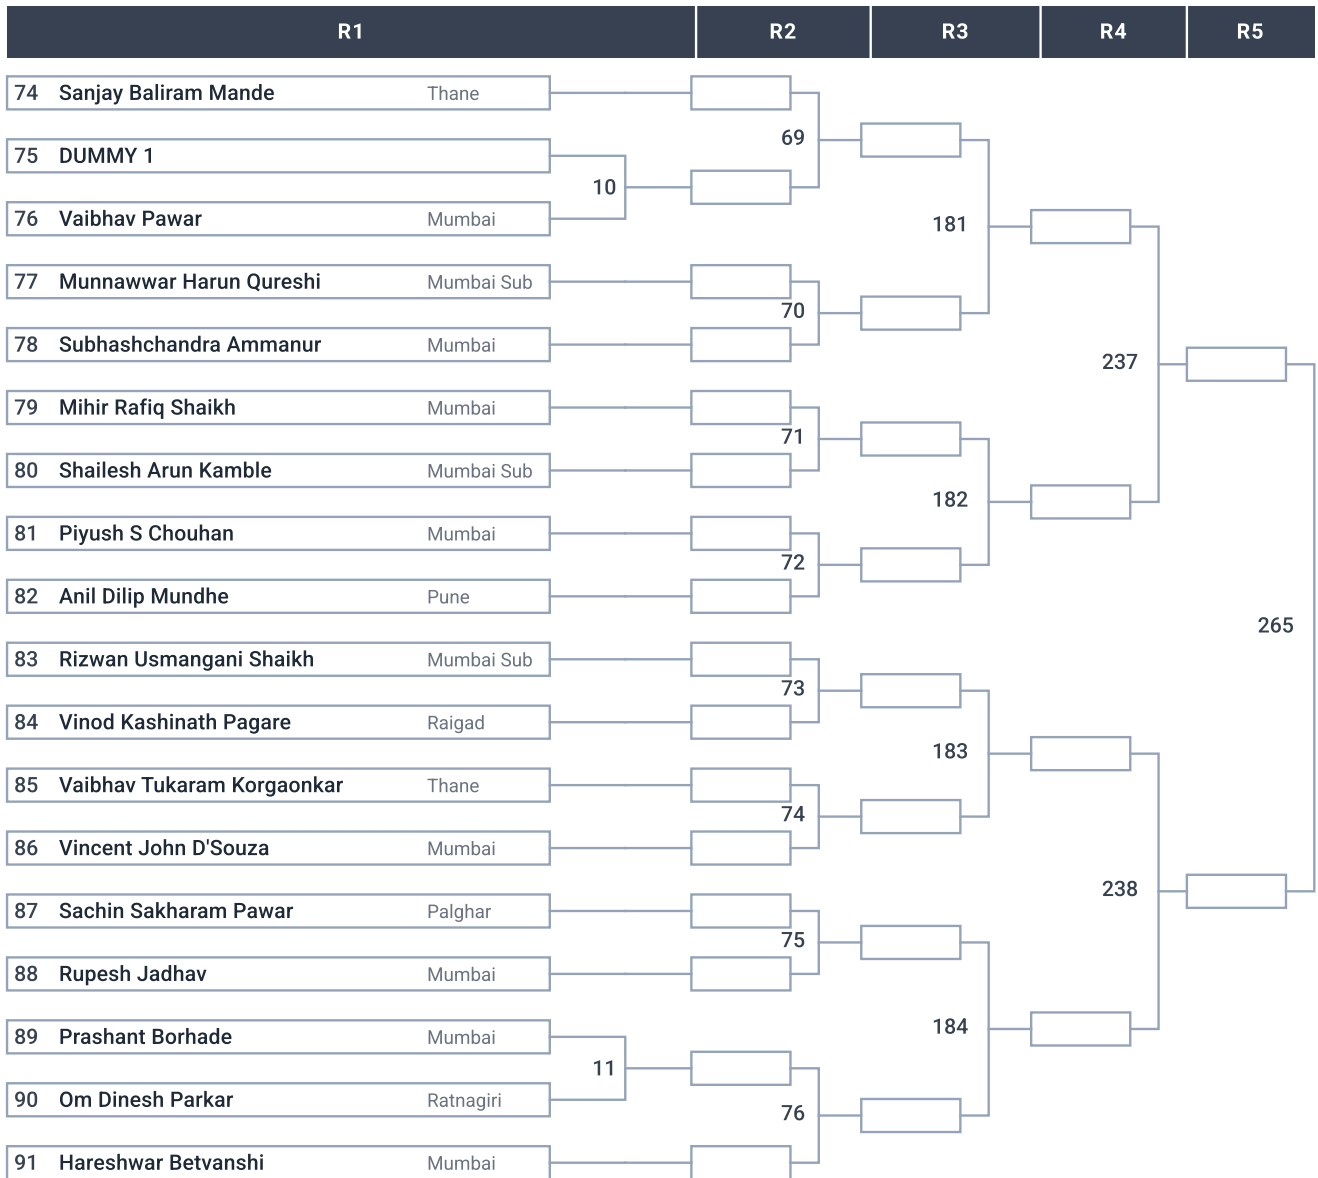 R1 R2 R3 R4 R5
74 Sanjay Baliram Mande Thane
69
75 DUMMY 1
10
76 Vaibhav Pawar Mumbai
181
77 Munnawwar Harun Qureshi Mumbai Sub
70
78 Subhashchandra Ammanur Mumbai
237
79 Mihir Rafiq Shaikh Mumbai
71
80 Shailesh Arun Kamble Mumbai Sub
182
81 Piyush S Chouhan Mumbai
72
82 Anil Dilip Mundhe Pune
265
83 Rizwan Usmangani Shaikh Mumbai Sub
73
84 Vinod Kashinath Pagare Raigad
183
85 Vaibhav Tukaram Korgaonkar Thane
74
86 Vincent John D'Souza Mumbai
238
87 Sachin Sakharam Pawar Palghar
75
88 Rupesh Jadhav Mumbai
184
89 Prashant Borhade Mumbai
11
90 Om Dinesh Parkar Ratnagiri
76
91 Hareshwar Betvanshi Mumbai